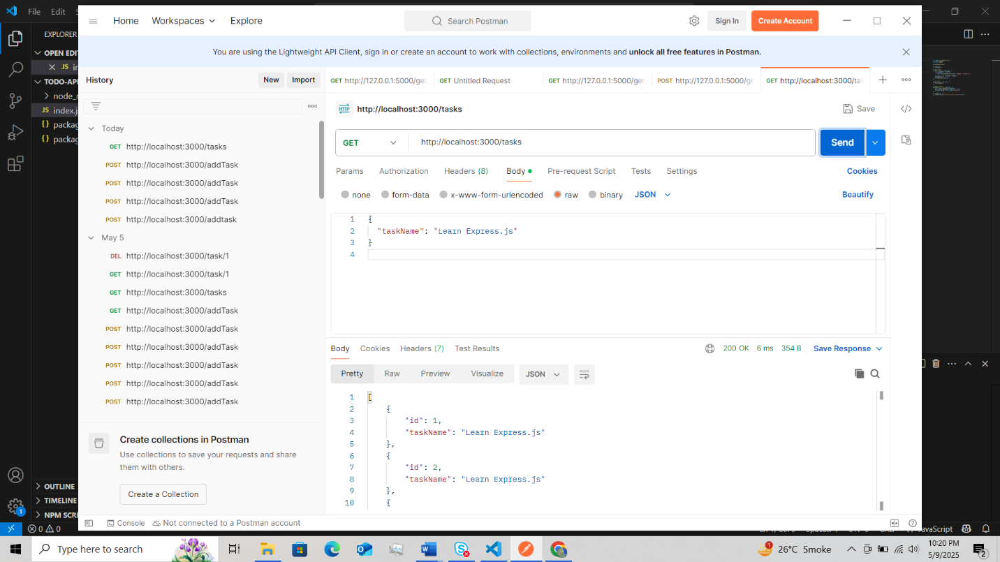 File Edit S
Home Workspaces Explore Search Postman Sign In Create Account
You are using the Lightweight API Client, sign in or create an account to work with collections, environments and unlock all free features in Postman.
EXPLORER
OPEN EDIT
JS in
TODO-API
node_m
JS index.js
{} packag
{} packag
OUTLINE
TIMELINE
NPM SCRI
History New Import
Today
GET http://localhost:3000/tasks
POST http://localhost:3000/addTask
POST http://localhost:3000/addTask
POST http://localhost:3000/addTask
POST http://localhost:3000/addtask
May 5
DEL http://localhost:3000/task/1
GET http://localhost:3000/task/1
GET http://localhost:3000/tasks
GET http://localhost:3000/addTask
POST http://localhost:3000/addTask
POST http://localhost:3000/addTask
POST http://localhost:3000/addTask
POST http://localhost:3000/addTask
POST http://localhost:3000/addTask
Create collections in Postman
Use collections to save your requests and share
them with others.
Create a Collection
GET http://127.0.0.1:5000/get GET Untitled Request GET http://127.0.0.1:5000/get POST http://127.0.0.1:5000/ge GET http://localhost:3000/tas
HTTP http://localhost:3000/tasks Save
GET http://localhost:3000/tasks Send
Params Authorization Headers (8) Body Pre-request Script Tests Settings Cookies
none form-data x-www-form-urlencoded raw binary JSON Beautify
1 {
2 "taskName": "Learn Express.js"
3 }
4
Body Cookies Headers (7) Test Results 200 OK 6 ms 354 B Save Response
Pretty Raw Preview Visualize JSON
1 [
2 {
3 "id": 1,
4 "taskName": "Learn Express.js"
5 },
6 {
7 "id": 2,
8 "taskName": "Learn Express.js"
9 },
10 {
Console Not connected to a Postman account
0 0 JavaScript
Type here to search 1 26°C Smoke 10:20 PM
5/9/2025 2